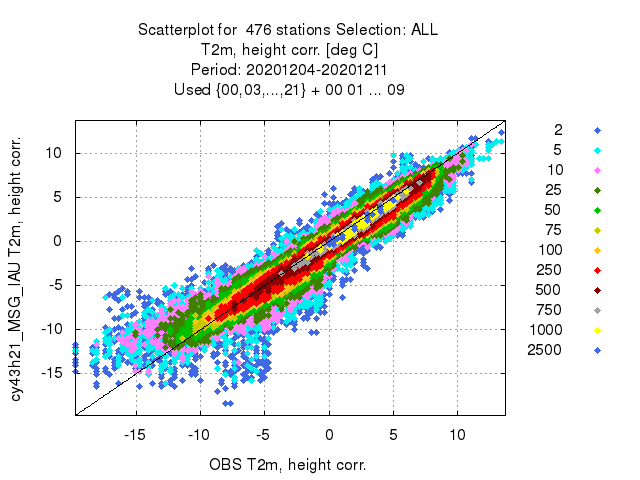 Scatterplot for 476 stations Selection: ALL
T2m, height corr. [deg C]
Period: 20201204-20201211
Used {00,03,...,21} + 00 01 ... 09
cy43h21_MSG_IAU T2m, height corr.
10
5
0
-5
-10
-15
-15 -10 -5 0 5 10
OBS T2m, height corr.
2
5
10
25
50
75
100
250
500
750
1000
2500